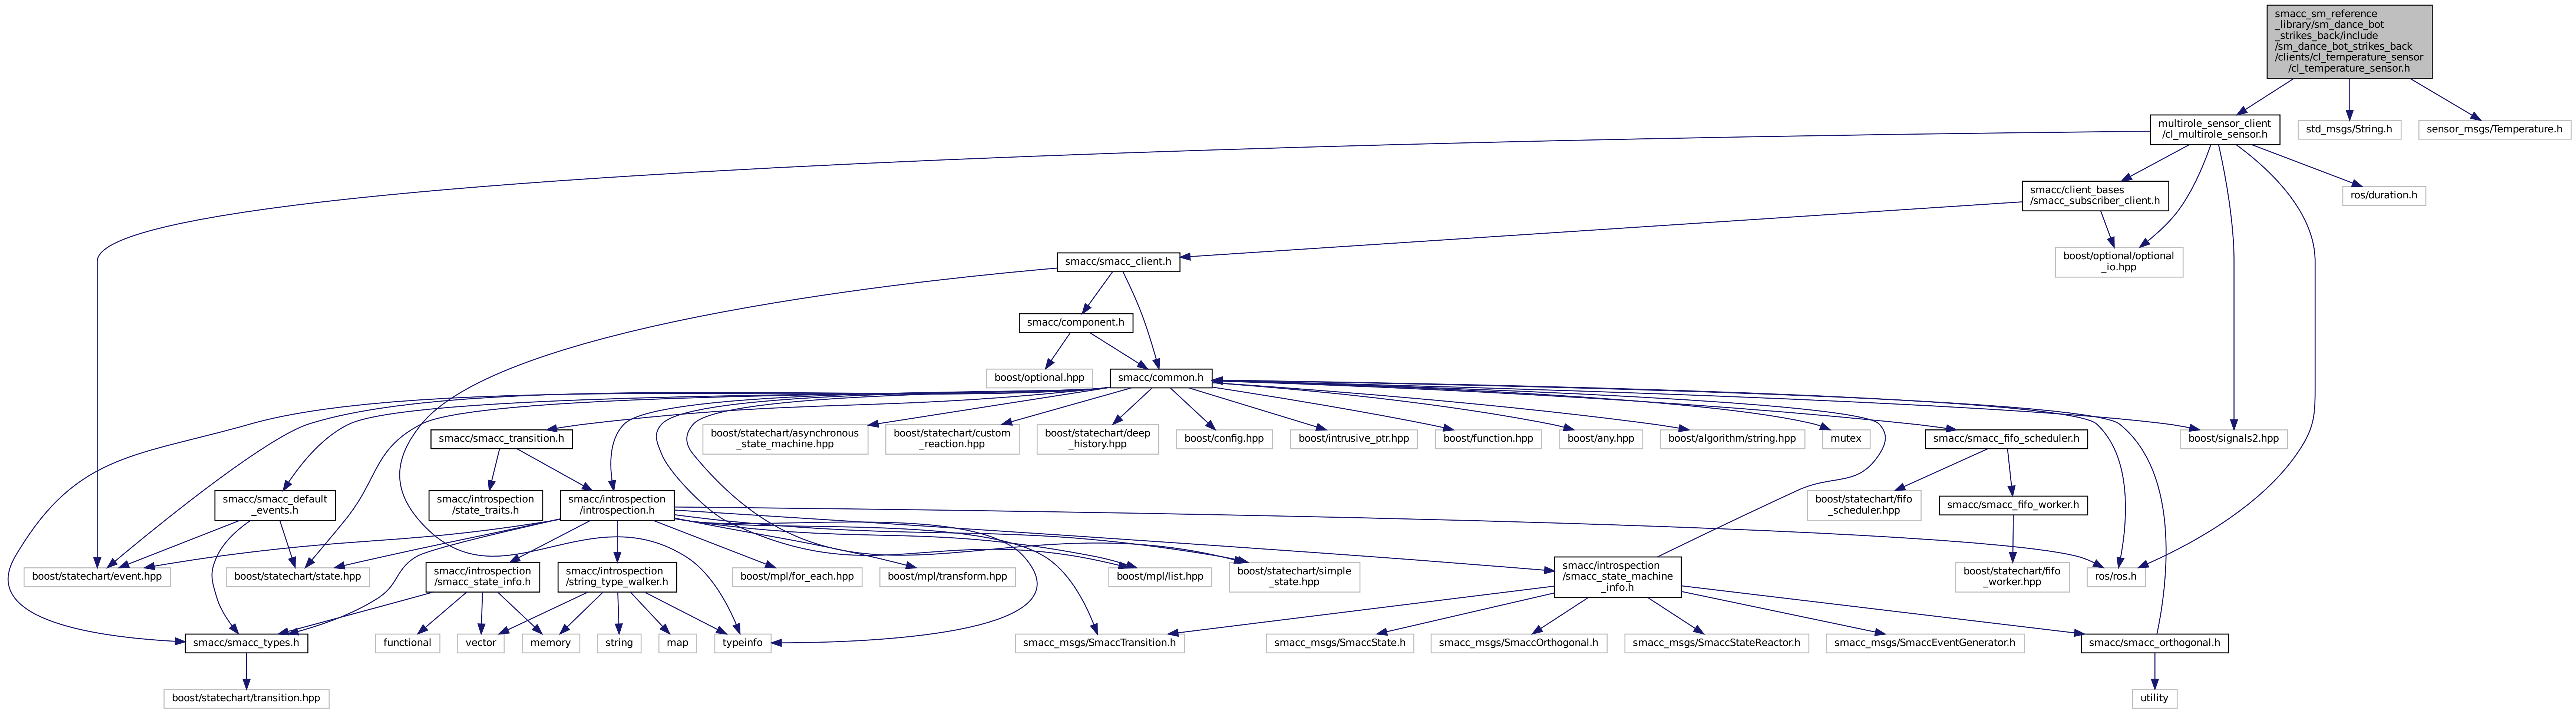 smacc_sm_reference
_library/sm_dance_bot
_strikes_back/include
/sm_dance_bot_strikes_back
/clients/cl_temperature_sensor
/cl_temperature_sensor.h
multirole_sensor_client
/cl_multirole_sensor.h
std_msgs/String.h
sensor_msgs/Temperature.h
smacc/client_bases
/smacc_subscriber_client.h
ros/duration.h
smacc/smacc_client.h
boost/optional/optional
_io.hpp
smacc/component.h
boost/optional.hpp
smacc/common.h
smacc/smacc_transition.h
boost/statechart/asynchronous
_state_machine.hpp
boost/statechart/custom
_reaction.hpp
boost/statechart/deep
_history.hpp
boost/config.hpp
boost/intrusive_ptr.hpp
boost/function.hpp
boost/any.hpp
boost/algorithm/string.hpp
mutex
smacc/smacc_fifo_scheduler.h
boost/signals2.hpp
smacc/smacc_default
_events.h
smacc/introspection
/state_traits.h
smacc/introspection
/introspection.h
boost/statechart/fifo
_scheduler.hpp
smacc/smacc_fifo_worker.h
boost/statechart/event.hpp
boost/statechart/state.hpp
smacc/introspection
/smacc_state_info.h
smacc/introspection
/string_type_walker.h
boost/mpl/for_each.hpp
boost/mpl/transform.hpp
boost/mpl/list.hpp
boost/statechart/simple
_state.hpp
smacc/introspection
/smacc_state_machine
_info.h
boost/statechart/fifo
_worker.hpp
ros/ros.h
smacc/smacc_types.h
functional
vector
memory
string
map
typeinfo
smacc_msgs/SmaccTransition.h
smacc_msgs/SmaccState.h
smacc_msgs/SmaccOrthogonal.h
smacc_msgs/SmaccStateReactor.h
smacc_msgs/SmaccEventGenerator.h
smacc/smacc_orthogonal.h
boost/statechart/transition.hpp
utility